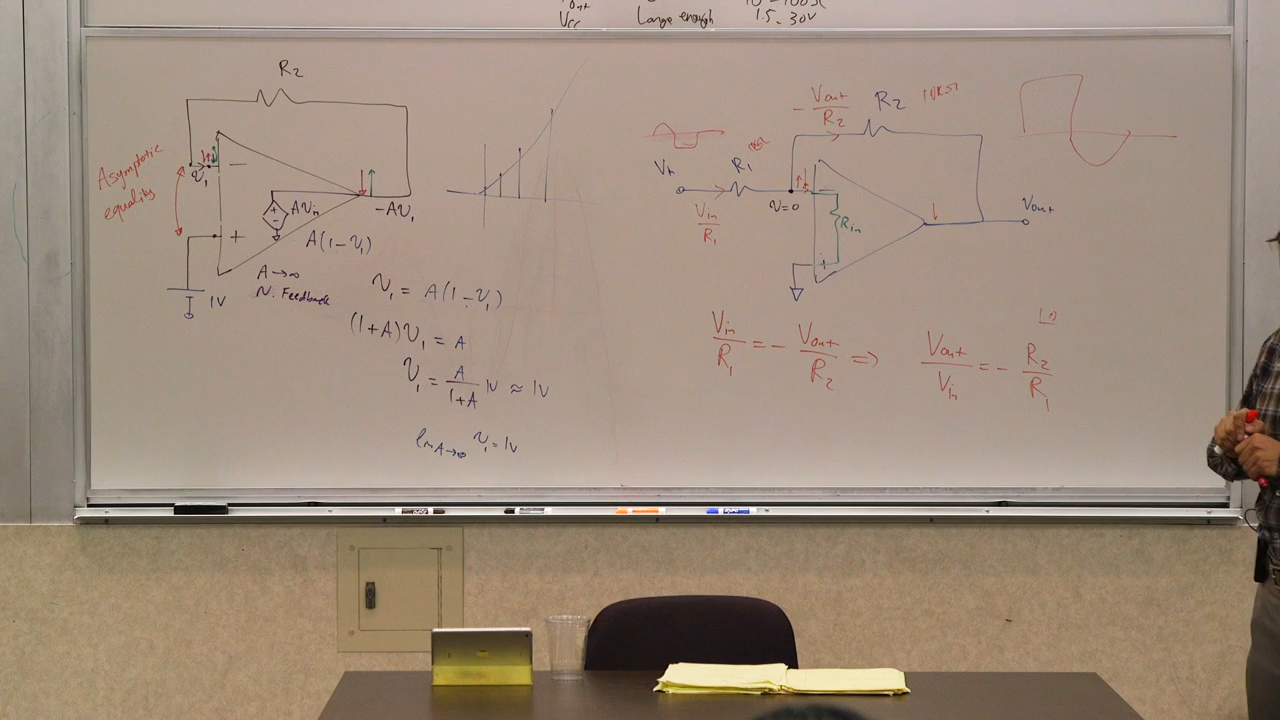 Vcc Large enough 1.5-30V
R2
Asymptotic
equality
v1
−
+
AVin
−Av1
A(1−v1)
A→∞
N. Feedback
1V
v1 = A(1−v1)
(1+A)v1 = A
v1 = A/(1+A) 1V ≈ 1V
lim A→∞ v1 = 1V
−Vout/R2
R2
R1
Vin/R1
v=0
Rin
+
Vout
Vin/R1 = −Vout/R2 ⇒ Vout/Vin = −R2/R1